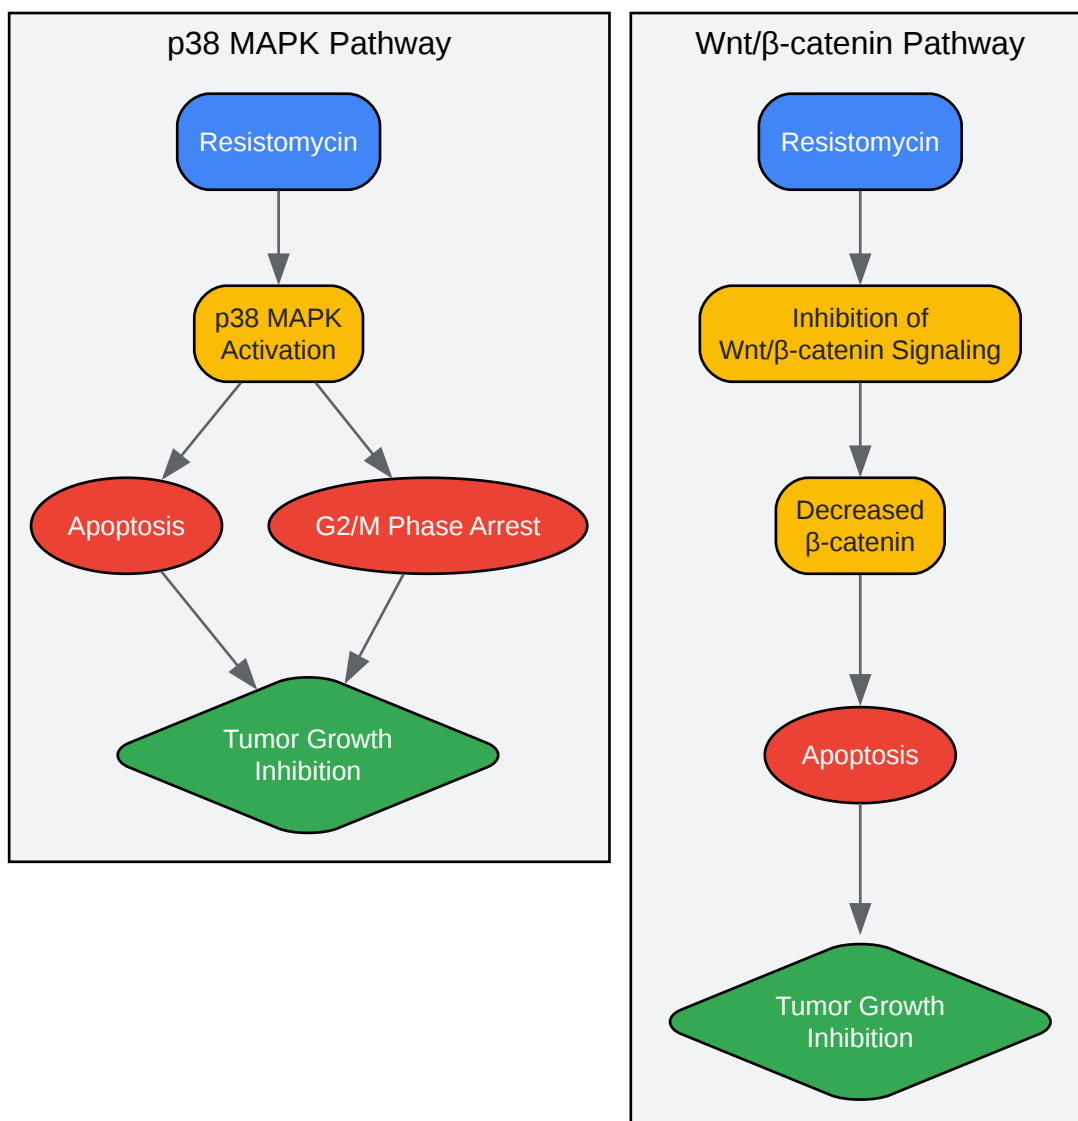 p38 MAPK Pathway
Resistomycin
p38 MAPK
Activation
Apoptosis
G2/M Phase Arrest
Tumor Growth
Inhibition
Wnt/β-catenin Pathway
Resistomycin
Inhibition of
Wnt/β-catenin Signaling
Decreased
β-catenin
Apoptosis
Tumor Growth
Inhibition